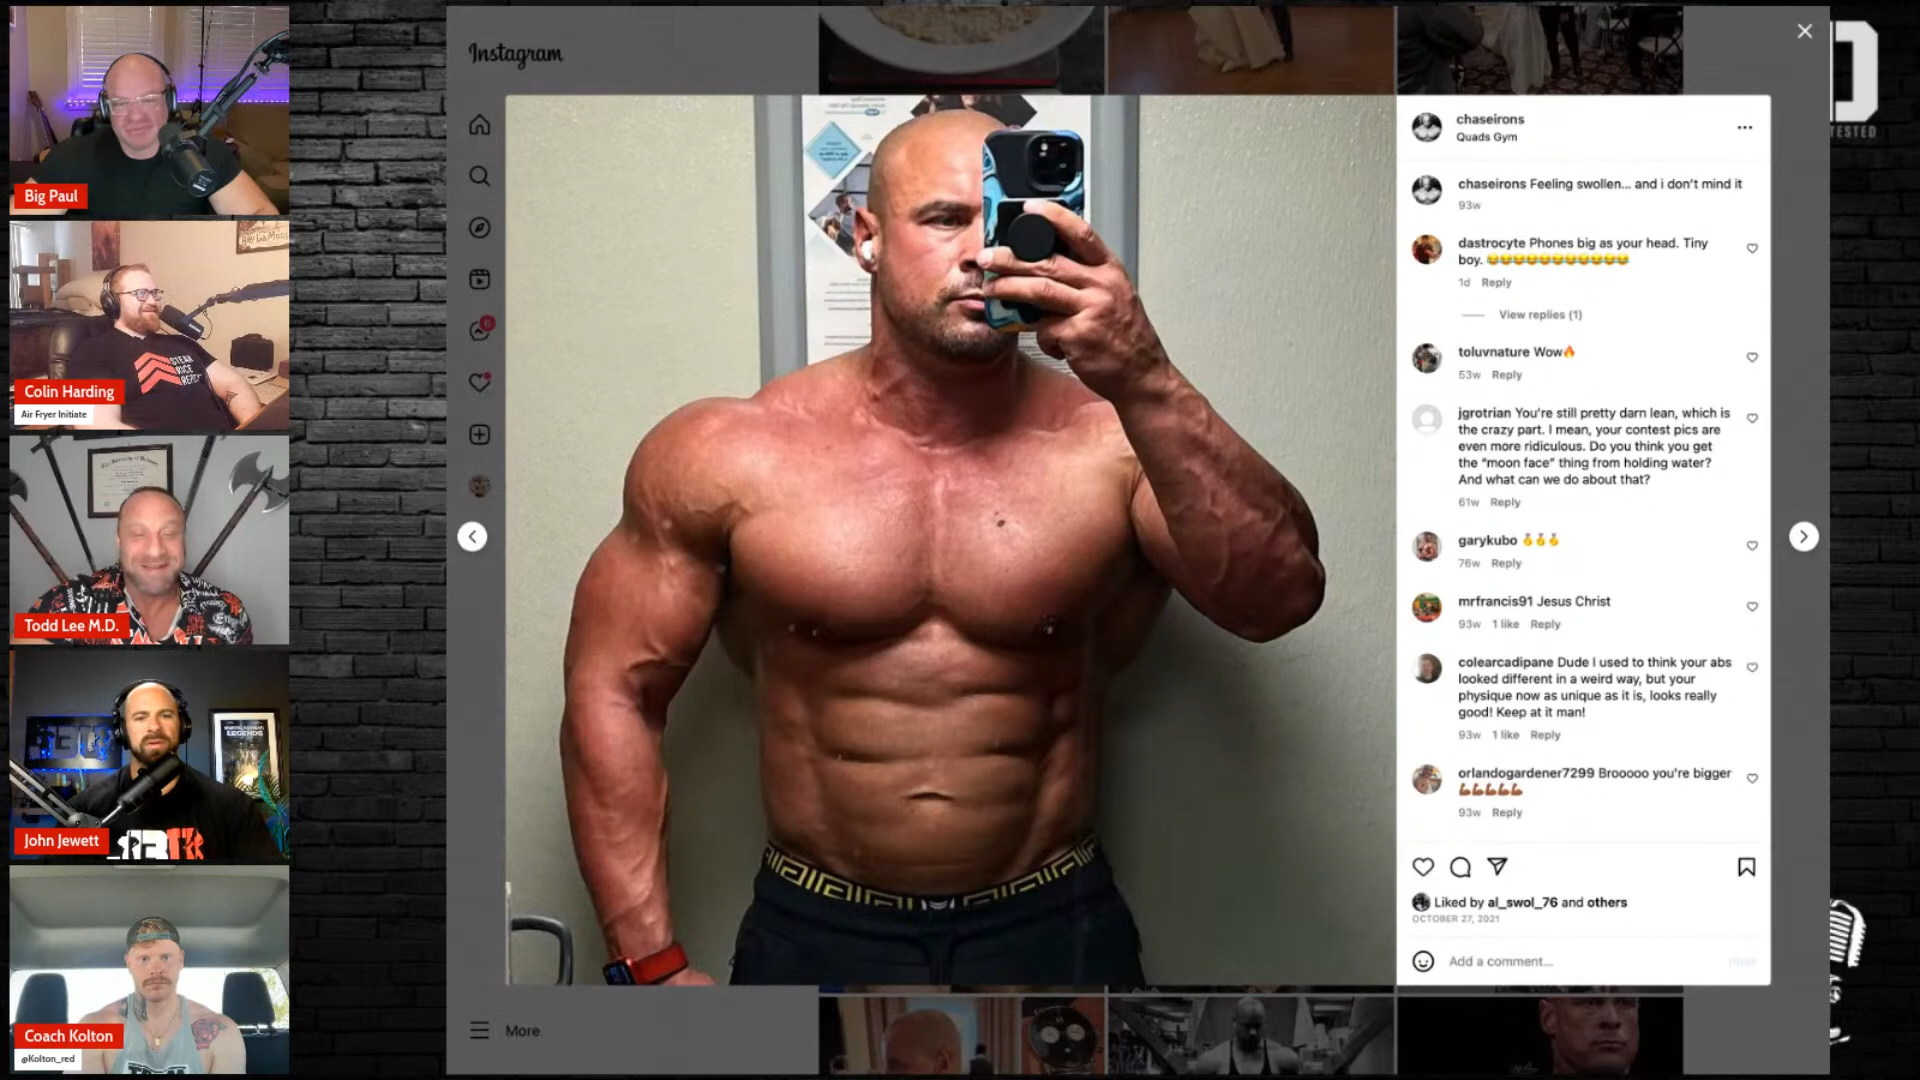 Big Paul
STEAK
RICE
Colin Harding
Air Fryer Initiate
Todd Lee M.D.
LEGENDS
John Jewett
Coach Kolton
@Kolton_red
Instagram
6
More
chaseirons
Quads Gym
chaseirons Feeling swollen... and i don't mind it
93w
dastrocyte Phones big as your head. Tiny
boy. 😂😂😂😂😂😂😂😂😂😂😂
1d Reply
View replies (1)
toluvnature Wow🔥
53w Reply
jgrotrian You're still pretty darn lean, which is
the crazy part. I mean, your contest pics are
even more ridiculous. Do you think you get
the "moon face" thing from holding water?
And what can we do about that?
61w Reply
garykubo 🥇🥇🥇
76w Reply
mrfrancis91 Jesus Christ
93w 1 like Reply
colearcadipane Dude I used to think your abs
looked different in a weird way, but your
physique now as unique as it is, looks really
good! Keep at it man!
93w 1 like Reply
orlandogardener7299 Brooooo you're bigger
💪🏾💪🏾💪🏾💪🏾💪🏾
93w Reply
Liked by al_swol_76 and others
OCTOBER 27, 2021
Add a comment...
Post
TESTED